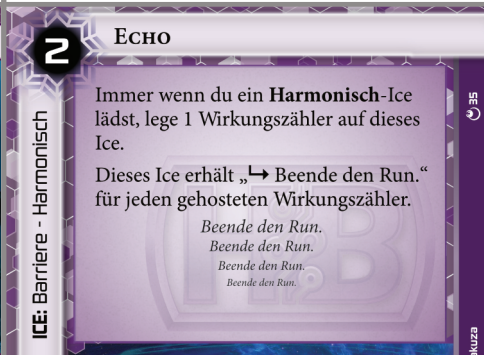 2
Echo
ICE: Barriere - Harmonisch
Immer wenn du ein Harmonisch-Ice
lädst, lege 1 Wirkungszähler auf dieses
Ice.
Dieses Ice erhält „↳ Beende den Run.“
für jeden gehosteten Wirkungszähler.
Beende den Run.
Beende den Run.
Beende den Run.
Beende den Run.
35